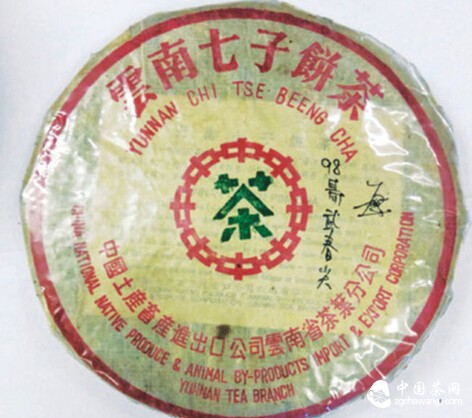 雲南七子餅茶
YUNNAN CHI TSE BEENG CHA
茶
98易武春尖
中國土產畜產進出口公司雲南省茶葉分公司
NATIONAL NATIVE PRODUCE & ANIMAL BY-PRODUCTS IMPORT & EXPORT CORPORATION
YUNNAN TEA BRANCH
中国茶网
zgchawang.com